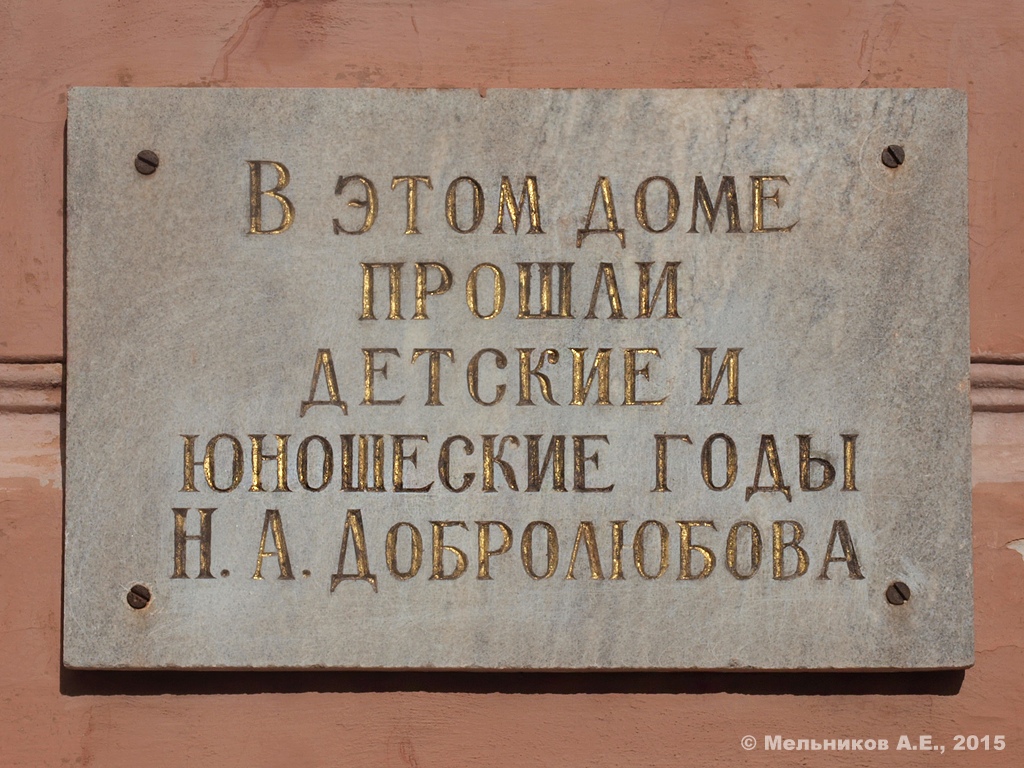 В ЭТОМ ДОМЕ
ПРОШЛИ
ДЕТСКИЕ И
ЮНОШЕСКИЕ ГОДЫ
Н. А. ДОБРОЛЮБОВА
© Мельников А.Е., 2015